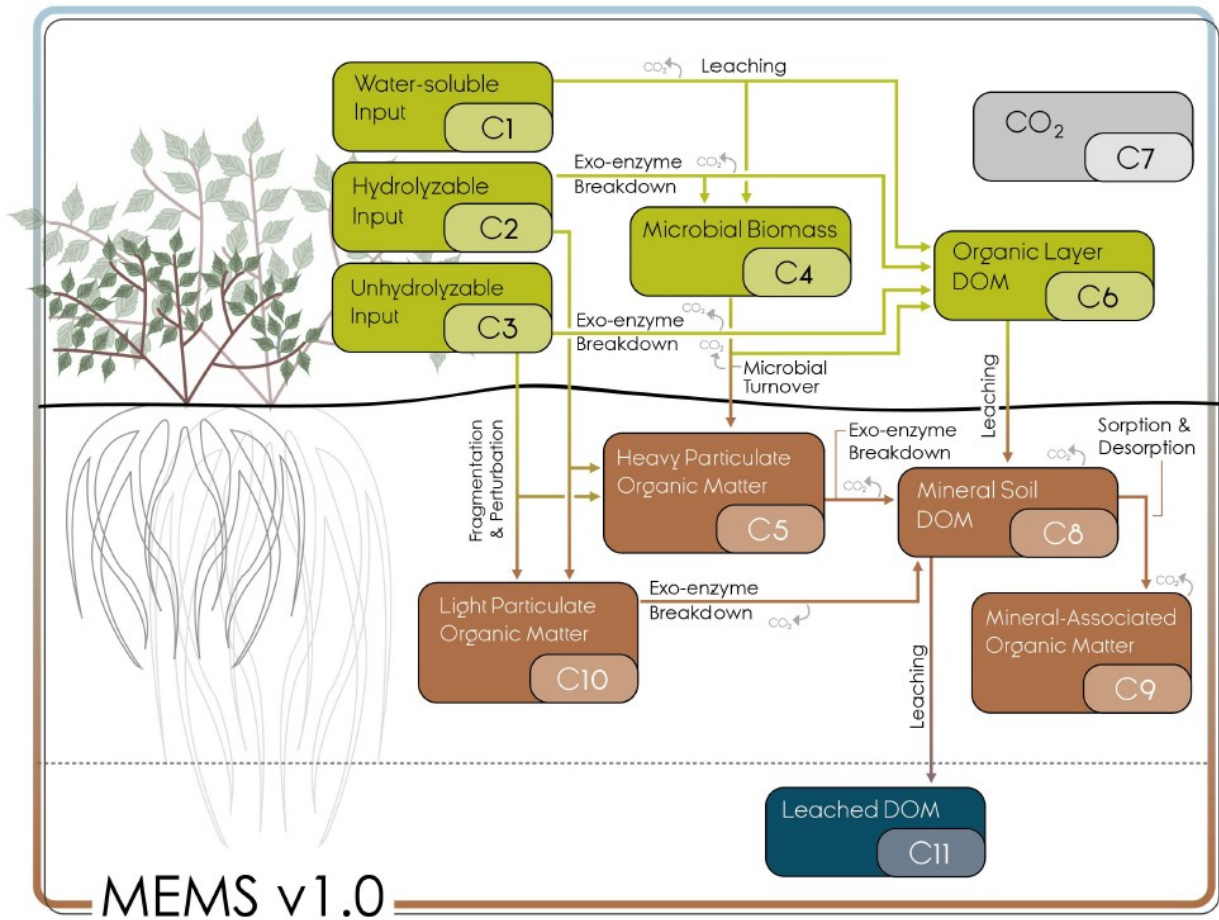 Water-soluble
Input
C1
CO₂
Leaching
CO₂
C7
Hydrolyzable
Input
C2
Exo-enzyme
Breakdown
CO₂
Microbial Biomass
C4
Organic Layer
DOM
C6
Unhydrolyzable
Input
C3
Exo-enzyme
Breakdown
CO₂
CO₂
Microbial
Turnover
Leaching
Fragmentation
& Perturbation
Heavy Particulate
Organic Matter
C5
Exo-enzyme
Breakdown
CO₂
Sorption &
Desorption
CO₂
Mineral Soil
DOM
C8
Light Particulate
Organic Matter
C10
Exo-enzyme
Breakdown
CO₂
CO₂
Mineral-Associated
Organic Matter
C9
Leaching
Leached DOM
C11
MEMS v1.0